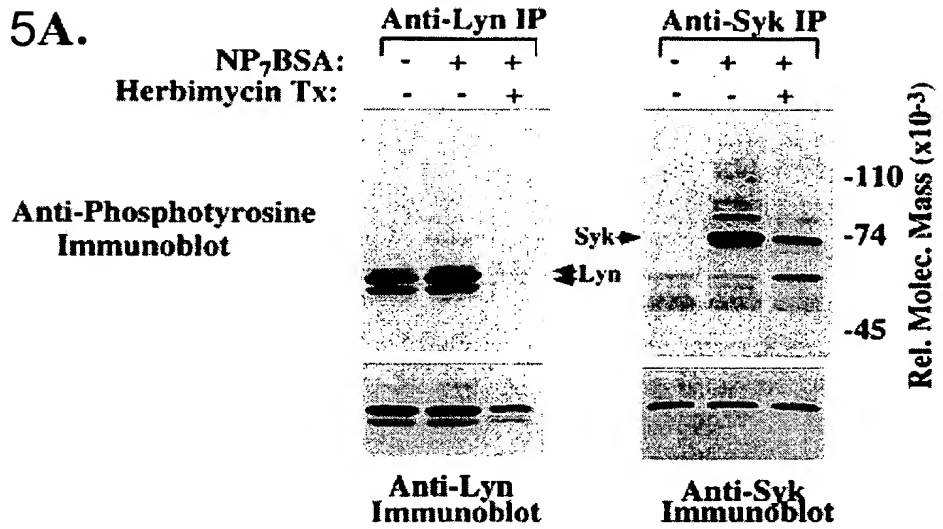 5A.
Anti-Lyn IP
Anti-Syk IP
NP₇BSA: - + + - + +
Herbimycin Tx: - - + - - +
Anti-Phosphotyrosine
Immunoblot
Syk
Lyn
-110
-74
-45
Rel. Molec. Mass (x10⁻³)
Anti-Lyn
Immunoblot
Anti-Syk
Immunoblot